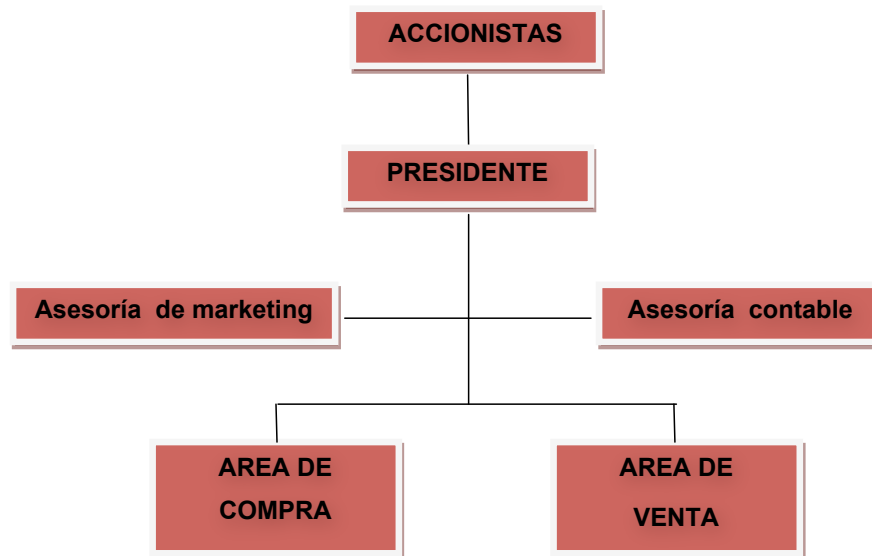 ACCIONISTAS
PRESIDENTE
Asesoría de marketing
Asesoría contable
AREA DE
COMPRA
AREA DE
VENTA